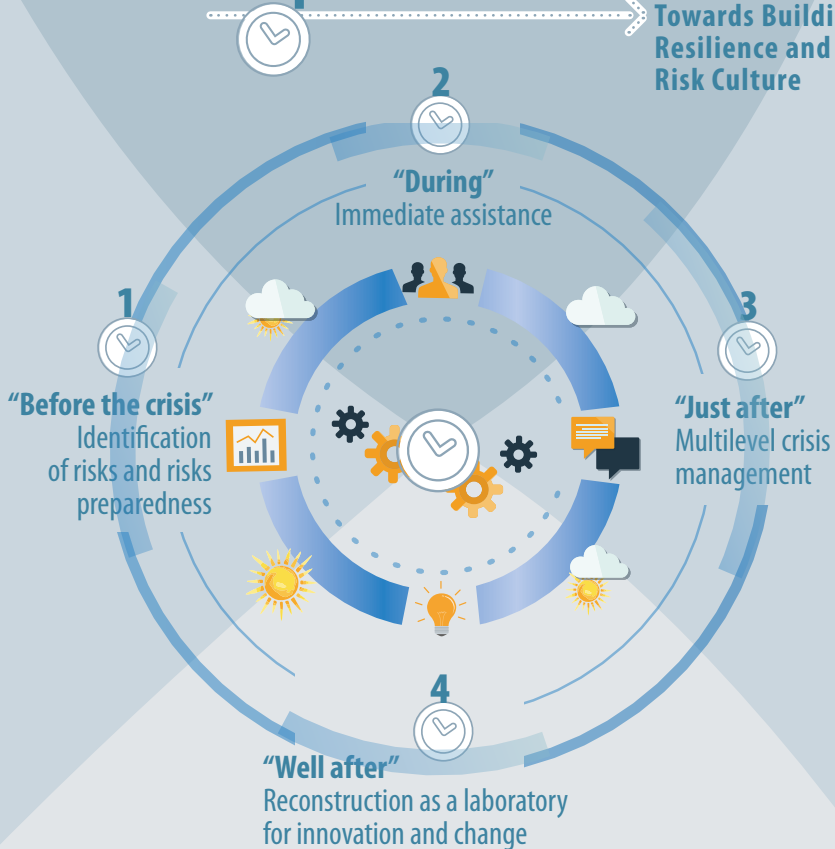 Towards Buildi
Resilience and
Risk Culture
2
“During”
Immediate assistance
1
“Before the crisis”
Identification
of risks and risks
preparedness
3
“Just after”
Multilevel crisis
management
4
“Well after”
Reconstruction as a laboratory
for innovation and change